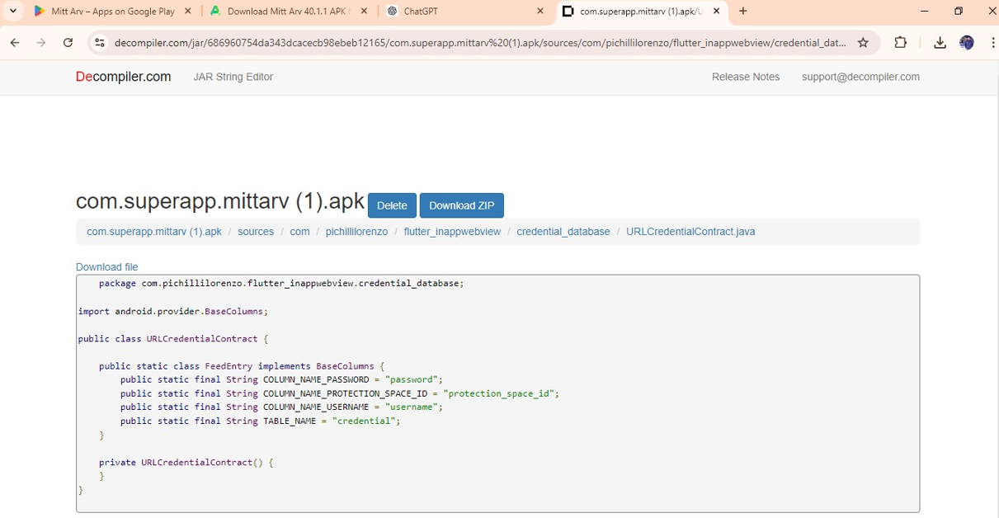 Mitt Arv – Apps on Google Play
Download Mitt Arv 40.1.1 APK
ChatGPT
com.superapp.mittarv (1).apk/
decompiler.com/jar/686960754da343dcacecb98ebeb12165/com.superapp.mittarv%20(1).apk/sources/com/pichillilorenzo/flutter_inappwebview/credential_dat...
Decompiler.com JAR String Editor Release Notes support@decompiler.com
com.superapp.mittarv (1).apk Delete Download ZIP
com.superapp.mittarv (1).apk / sources / com / pichillilorenzo / flutter_inappwebview / credential_database / URLCredentialContract.java
Download file
package com.pichillilorenzo.flutter_inappwebview.credential_database;
import android.provider.BaseColumns;
public class URLCredentialContract {
public static class FeedEntry implements BaseColumns {
public static final String COLUMN_NAME_PASSWORD = "password";
public static final String COLUMN_NAME_PROTECTION_SPACE_ID = "protection_space_id";
public static final String COLUMN_NAME_USERNAME = "username";
public static final String TABLE_NAME = "credential";
}
private URLCredentialContract() {
}
}